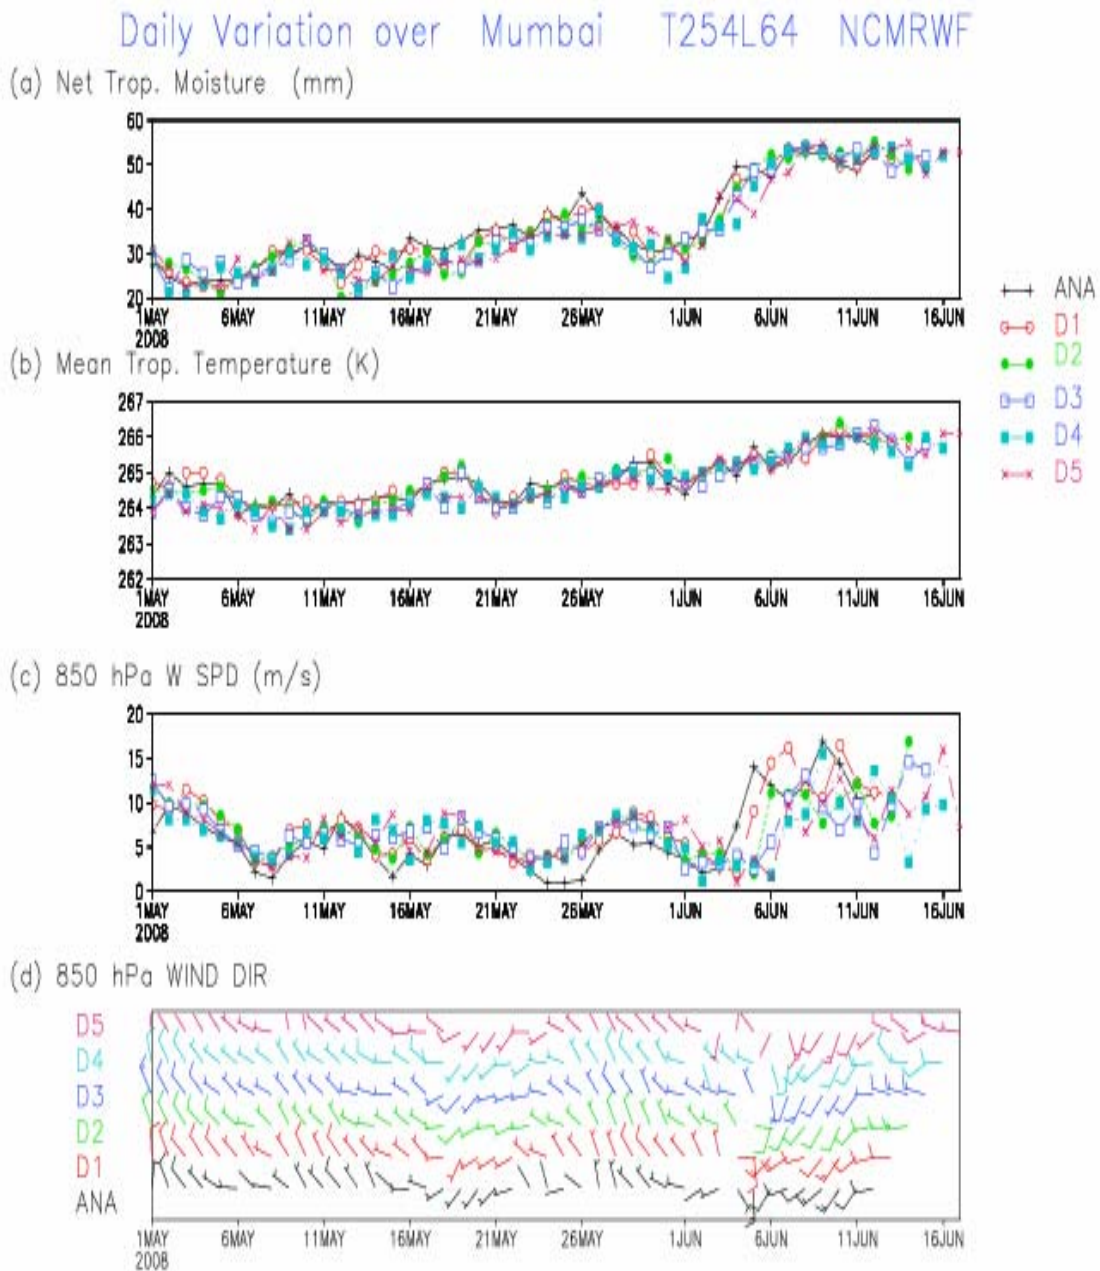 Daily Variation over Mumbai T254L64 NCMRWF
(a) Net Trop. Moisture (mm)
60
50
40
30
20
1MAY 6MAY 11MAY 16MAY 21MAY 26MAY 1JUN 6JUN 11JUN 16JUN
2008
ANA
D1
D2
D3
D4
D5
(b) Mean Trop. Temperature (K)
267
266
265
264
263
262
1MAY 6MAY 11MAY 16MAY 21MAY 26MAY 1JUN 6JUN 11JUN 16JUN
2008
(c) 850 hPa W SPD (m/s)
20
15
10
5
0
1MAY 6MAY 11MAY 16MAY 21MAY 26MAY 1JUN 6JUN 11JUN 16JUN
2008
(d) 850 hPa WIND DIR
D5
D4
D3
D2
D1
ANA
1MAY 6MAY 11MAY 16MAY 21MAY 26MAY 1JUN 6JUN 11JUN 16JUN
2008